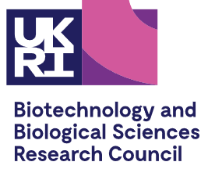 UK
RI
Biotechnology and
Biological Sciences
Research Council